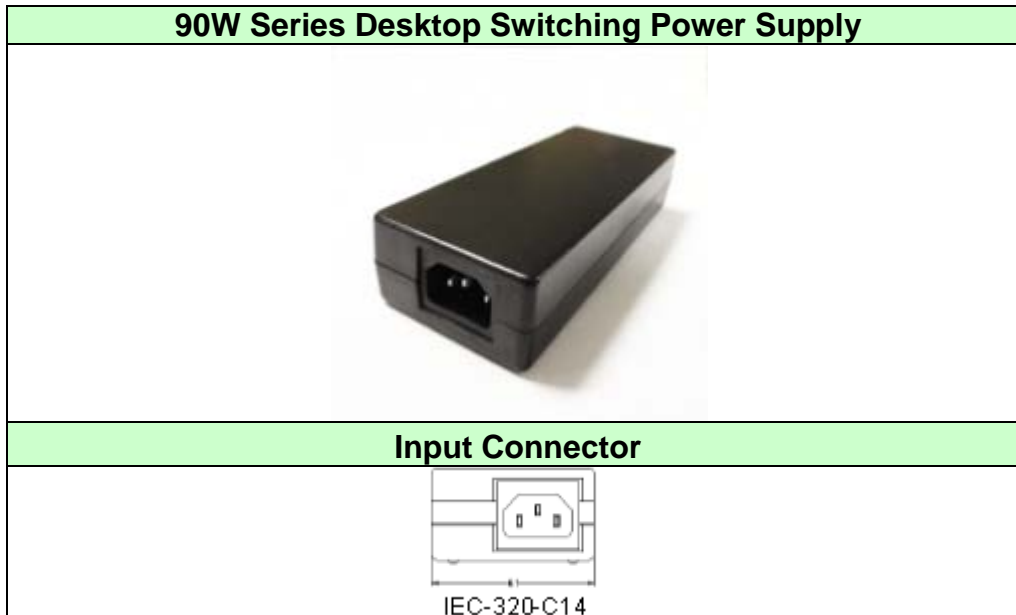 90W Series Desktop Switching Power Supply
Input Connector
IEC-320-C14